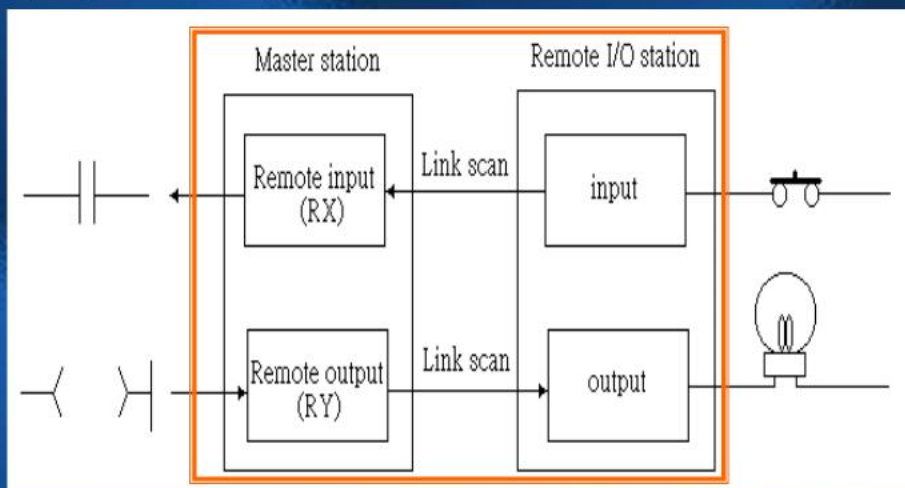 Master station
Remote I/O station
Remote input
(RX)
Link scan
input
Remote output
(RY)
Link scan
output